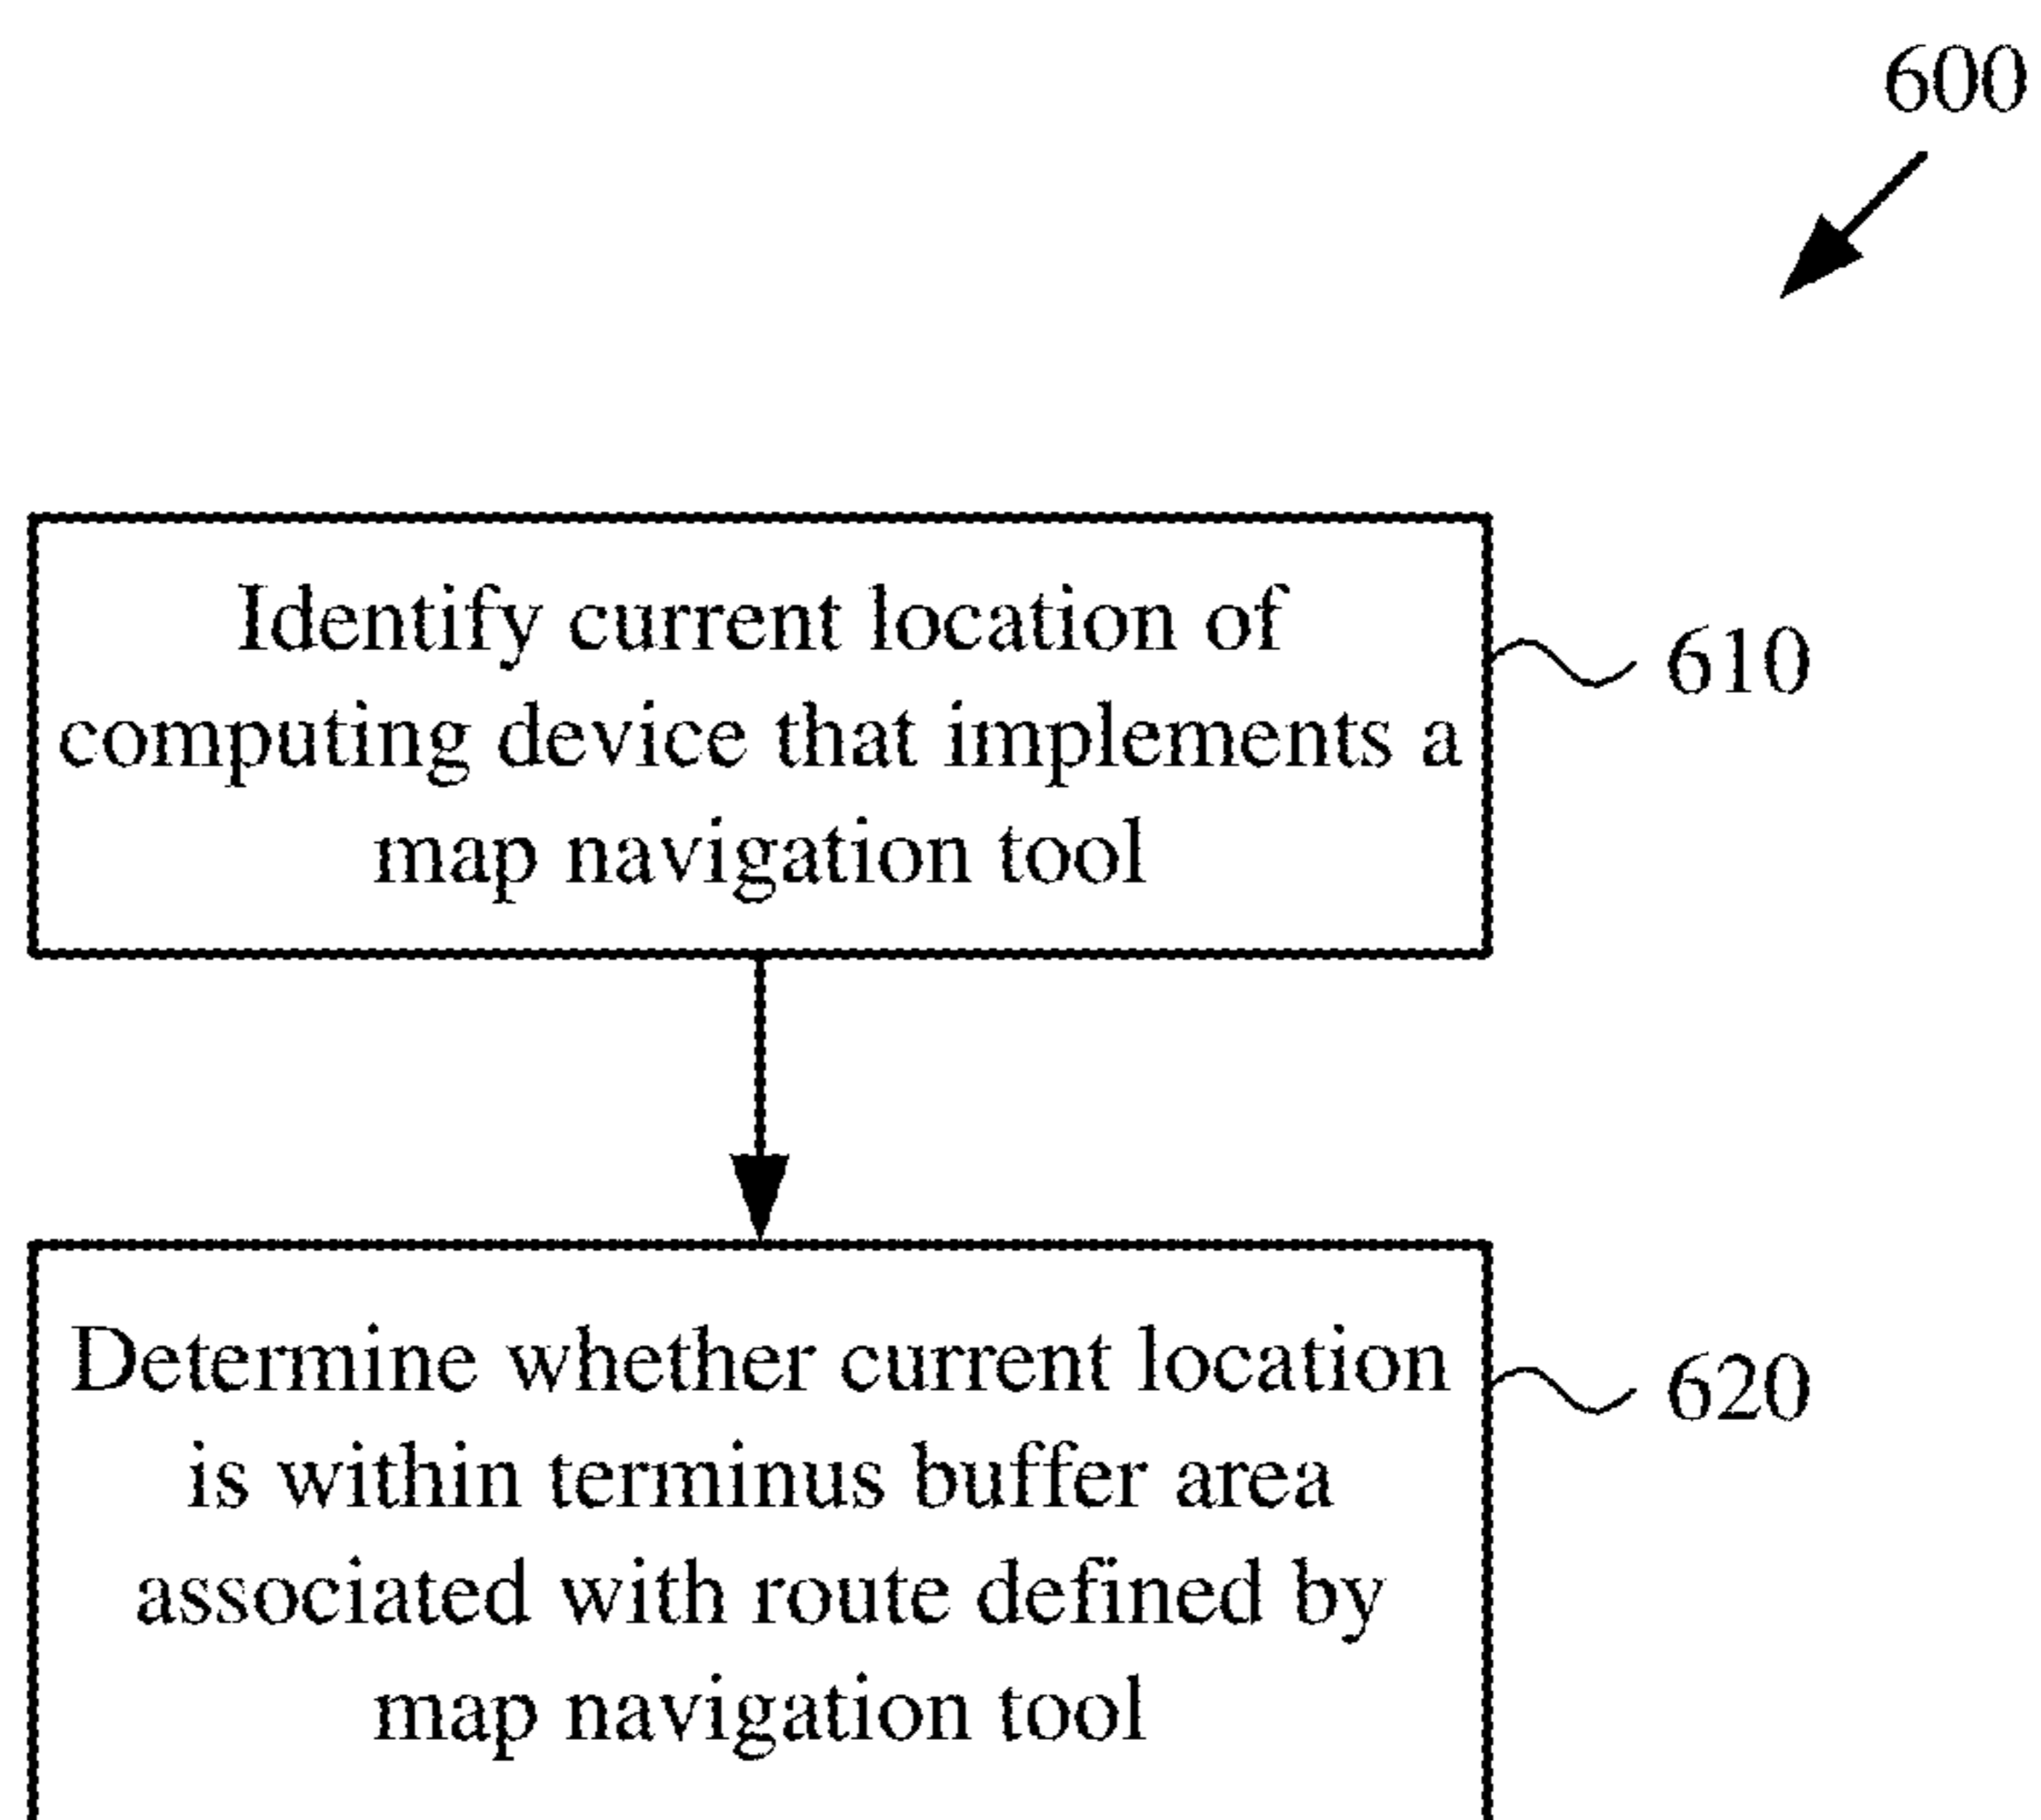 600
Identify current location of
computing device that implements a
map navigation tool
610
Determine whether current location
is within terminus buffer area
associated with route defined by
map navigation tool
620